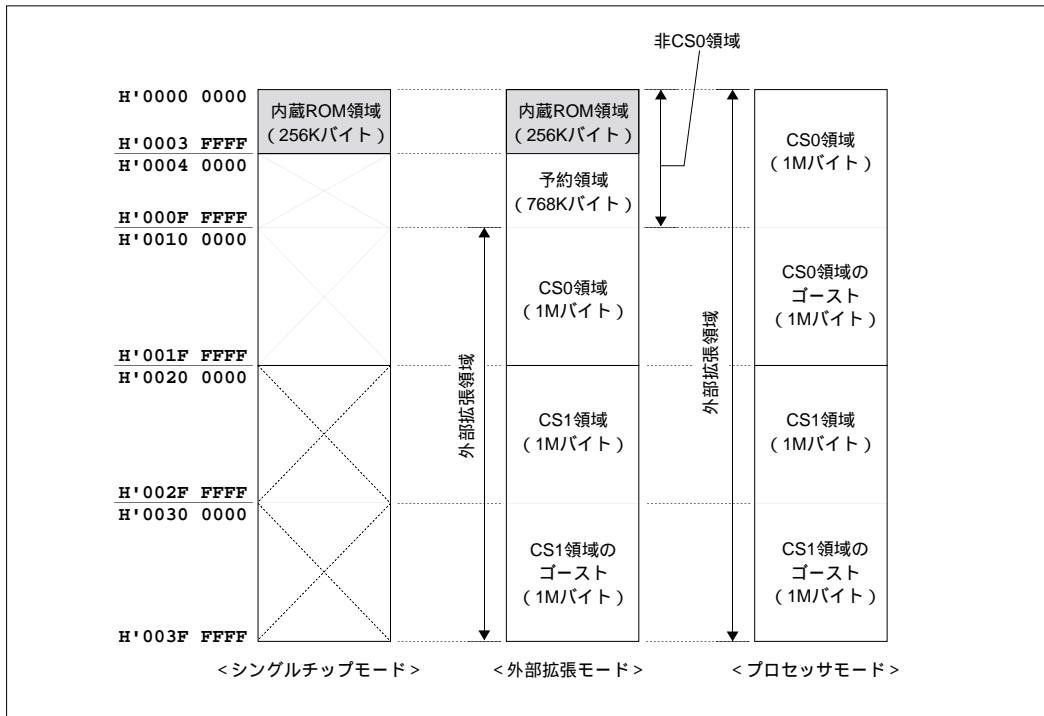 非CS0領域
H'0000 0000
H'0003 FFFF
H'0004 0000
H'000F FFFF
H'0010 0000
H'001F FFFF
H'0020 0000
H'002F FFFF
H'0030 0000
H'003F FFFF
内蔵ROM領域
（256Kバイト）
<シングルチップモード>
外部拡張領域
内蔵ROM領域
（256Kバイト）
予約領域
（768Kバイト）
CS0領域
（1Mバイト）
CS1領域
（1Mバイト）
CS1領域の
ゴースト
（1Mバイト）
<外部拡張モード>
外部拡張領域
CS0領域
（1Mバイト）
CS0領域の
ゴースト
（1Mバイト）
CS1領域
（1Mバイト）
CS1領域の
ゴースト
（1Mバイト）
<プロセッサモード>